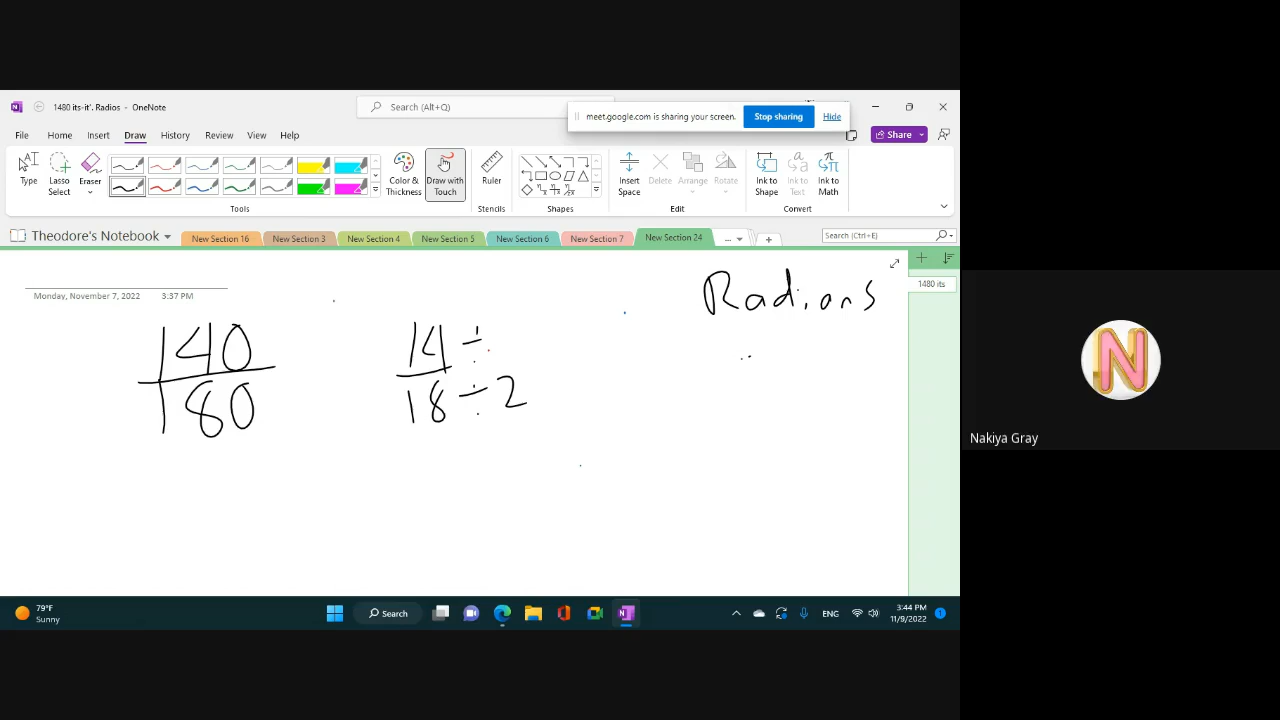 1480 its-it'. Radios - OneNote
Search (Alt+Q)
meet.google.com is sharing your screen.
Stop sharing
Hide
File Home Insert Draw History Review View Help
Share
Type
Lasso Select
Eraser
Color & Thickness
Draw with Touch
Ruler
Insert Space
Delete
Arrange
Rotate
Ink to Shape
Ink to Text
Ink to Math
Tools
Stencils
Shapes
Edit
Convert
Theodore's Notebook
New Section 16
New Section 3
New Section 4
New Section 5
New Section 6
New Section 7
New Section 24
...
+
Search (Ctrl+E)
1480 its
Radians
Monday, November 7, 2022 3:37 PM
140
180
14 ÷
18 ÷ 2
N
Nakiya Gray
79°F
Sunny
Search
ENG
3:44 PM
11/9/2022
1